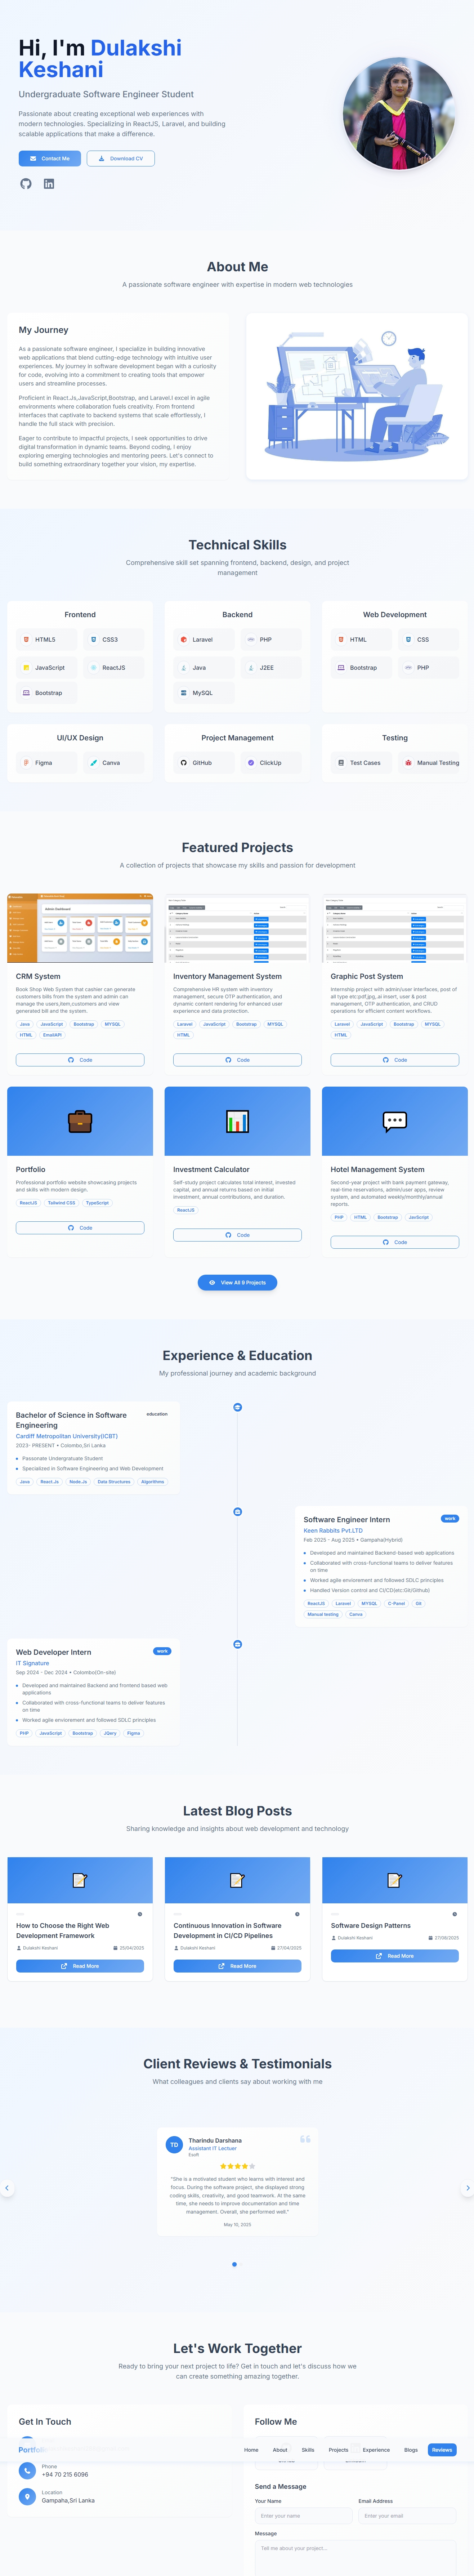 Hi, I'm Dulakshi
Keshani
Undergraduate Software Engineer Student
Passionate about creating exceptional web experiences with
modern technologies. Specializing in ReactJS, Laravel, and building
scalable applications that make a difference.
Contact Me
Download CV
About Me
A passionate software engineer with expertise in modern web technologies
My Journey
As a passionate software engineer, I specialize in building innovative
web applications that blend cutting-edge technology with intuitive user
experiences. My journey in software development began with a curiosity
for code, evolving into a commitment to creating tools that empower
users and streamline processes.
Proficient in React.Js,JavaScript,Bootstrap, and Laravel.I excel in agile
environments where collaboration fuels creativity. From frontend
interfaces that captivate to backend systems that scale effortlessly, I
handle the full stack with precision.
Eager to contribute to impactful projects, I seek opportunities to drive
digital transformation in dynamic teams. Beyond coding, I enjoy
exploring emerging technologies and mentoring peers. Let's connect to
build something extraordinary together your vision, my expertise.
Technical Skills
Comprehensive skill set spanning frontend, backend, design, and project
management
Frontend
HTML5
CSS3
JavaScript
ReactJS
Bootstrap
Backend
Laravel
PHP
Java
J2EE
MySQL
Web Development
HTML
CSS
Bootstrap
PHP
UI/UX Design
Figma
Canva
Project Management
GitHub
ClickUp
Testing
Test Cases
Manual Testing
Featured Projects
A collection of projects that showcase my skills and passion for development
Admin Dashboard
CRM System
Book Shop Web System that cashier can generate
customers bills from the system and admin can
manage the item,users,customers and view
generated bill and the system.
Java
JavaScript
Bootstrap
MYSQL
HTML
EmailAPI
Code
Inventory Management System
Comprehensive HR system with inventory
management, secure OTP authentication, and
dynamic content management for enhanced user
experience and data protection.
Laravel
JavaScript
Bootstrap
MYSQL
HTML
Code
Graphic Post System
Internship project with admin/user interfaces, post of
all type etc:pdf,jpg,.ai insert, user & post
management, OTP authentication, and CRUD
operations for efficient content workflows.
Laravel
JavaScript
Bootstrap
MYSQL
HTML
Code
Portfolio
Professional portfolio website showcasing projects
and skills with modern design.
ReactJS
Tailwind CSS
TypeScript
Code
Investment Calculator
Self-study project calculates total interest, invested
capital, and annual returns based on initial
investment, annual contributions, and duration.
ReactJS
Code
Hotel Management System
Second-year project with bank payment gateway,
real-time reservations, admin/user apps, review
system, and automated weekly/monthly/annual
reports.
PHP
HTML
Bootstrap
JavScript
Code
View All 9 Projects
Experience & Education
My professional journey and academic background
Bachelor of Science in Software
Engineering
education
Cardiff Metropolitan University(ICBT)
2023- PRESENT • Colombo,Sri Lanka
Passionate Undergraduate Student
Specialized in Software Engineering and Web Development
Java
React.Js
Node.Js
Data Structures
Algorithms
Software Engineer Intern
work
Keen Rabbits Pvt.LTD
Feb 2025 - Aug 2025 • Gampaha(Hybrid)
Developed and maintained Backend-based web applications
Collaborated with cross-functional teams to deliver features
on time
Worked agile enviorement and followed SDLC principles
Handled Version control and CI/CD(etc:Git/Github)
ReactJS
Laravel
MYSQL
C-Panel
Git
Manual testing
Canva
Web Developer Intern
work
IT Signature
Sep 2024 - Dec 2024 • Colombo(On-site)
Developed and maintained Backend and frontend based web
applications
Collaborated with cross-functional teams to deliver features
on time
Worked agile enviorement and followed SDLC principles
PHP
JavaScript
Bootstrap
JQery
Figma
Latest Blog Posts
Sharing knowledge and insights about web development and technology
How to Choose the Right Web
Development Framework
Dulakshi Keshani
25/04/2025
Read More
Continuous Innovation in Software
Development in CI/CD Pipelines
Dulakshi Keshani
27/04/2025
Read More
Software Design Patterns
Dulakshi Keshani
27/08/2025
Read More
Client Reviews & Testimonials
What colleagues and clients say about working with me
TD
Tharindu Darshana
Assistant IT Lectuer
Esoft
"She is a motivated student who learns with interest and
focus. During the software project, she displayed strong
coding skills, creativity, and good teamwork. At the same
time, she needs to improve documentation and time
management. Overall, she performed well."
May 10, 2025
Let's Work Together
Ready to bring your next project to life? Get in touch and let's discuss how we
can create something amazing together.
Get In Touch
Follow Me
Portfolio
Home
About
Skills
Projects
Experience
Blogs
Reviews
Phone
+94 70 215 6096
Location
Gampaha,Sri Lanka
Send a Message
Your Name
Email Address
Enter your name
Enter your email
Message
Tell me about your project...